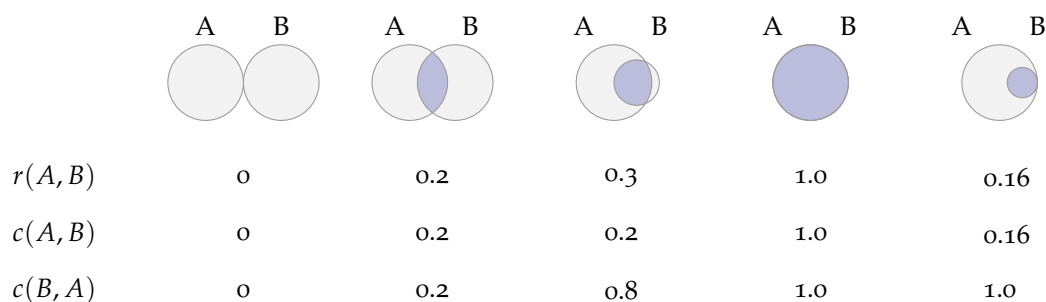 A B A B A B A B A B
r(A, B) 0 0.2 0.3 1.0 0.16
c(A, B) 0 0.2 0.2 1.0 0.16
c(B, A) 0 0.2 0.8 1.0 1.0